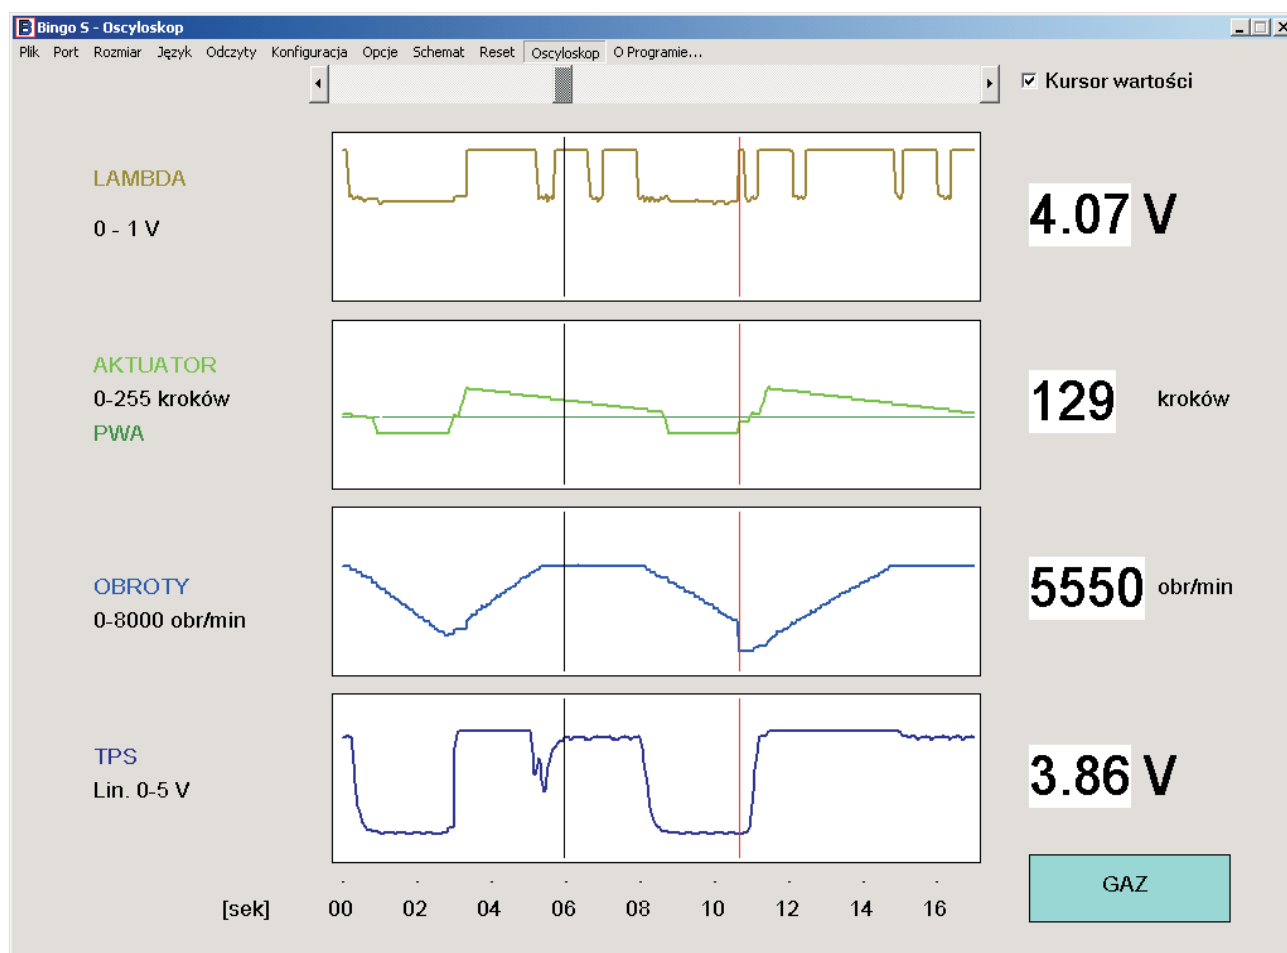 Bingo S - Oscyloskop
Plik Port Rozmiar Język Odczyty Konfiguracja Opcje Schemat Reset Oscyloskop O Programie...
Kursor wartości
LAMBDA
0 - 1 V
4.07 V
AKTUATOR
0-255 kroków
PWA
129 kroków
OBROTY
0-8000 obr/min
5550 obr/min
TPS
Lin. 0-5 V
3.86 V
GAZ
[sek] 00 02 04 06 08 10 12 14 16